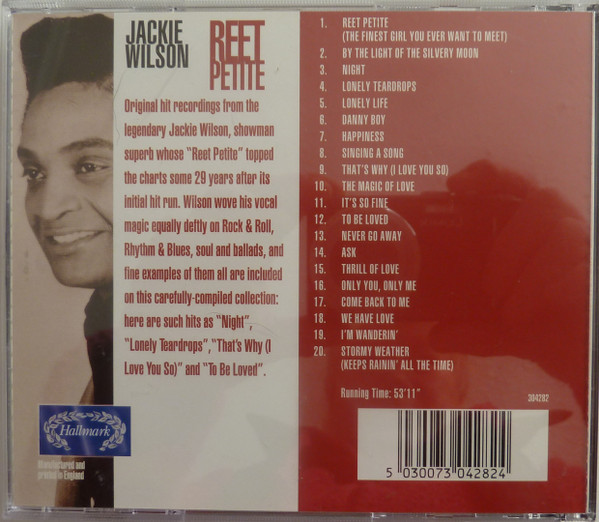 JACKIE
WILSON
REET
PETITE
Original hit recordings from the
legendary Jackie Wilson, showman
superb whose "Reet Petite" topped
the charts some 29 years after its
initial hit run. Wilson wove his vocal
magic equally deftly on Rock & Roll,
Rhythm & Blues, soul and ballads, and
fine examples of them all are included
on this carefully-compiled collection:
here are such hits as "Night",
"Lonely Teardrops", "That's Why (I
Love You So)" and "To Be Loved".
Hallmark
Manufactured and
printed in England
1. REET PETITE
(THE FINEST GIRL YOU EVER WANT TO MEET)
2. BY THE LIGHT OF THE SILVERY MOON
3. NIGHT
4. LONELY TEARDROPS
5. LONELY LIFE
6. DANNY BOY
7. HAPPINESS
8. SINGING A SONG
9. THAT'S WHY (I LOVE YOU SO)
10. THE MAGIC OF LOVE
11. IT'S SO FINE
12. TO BE LOVED
13. NEVER GO AWAY
14. ASK
15. THRILL OF LOVE
16. ONLY YOU, ONLY ME
17. COME BACK TO ME
18. WE HAVE LOVE
19. I'M WANDERIN'
20. STORMY WEATHER
(KEEPS RAININ' ALL THE TIME)
Running Time: 53'11"
304282
5 030073 042824